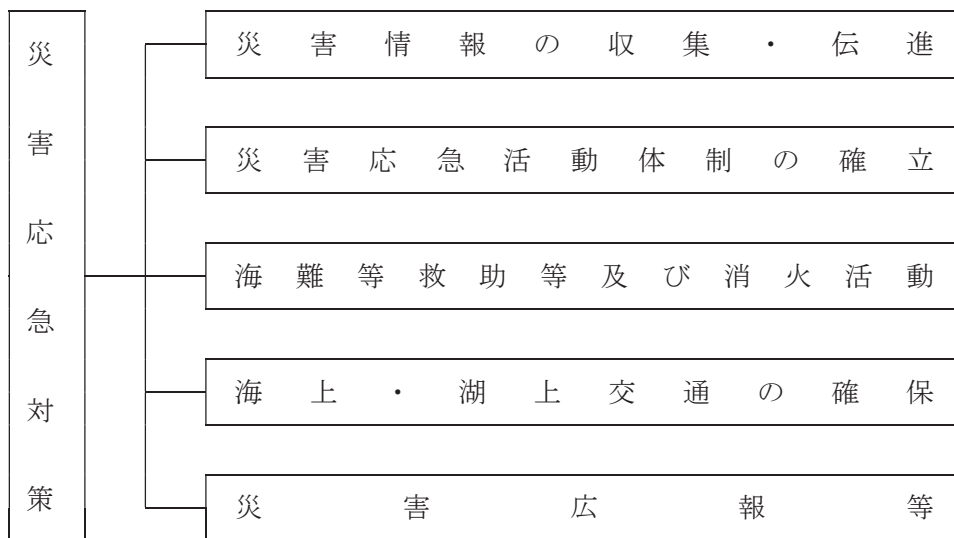 災害応急対策
災害情報の収集・伝進
災害応急活動体制の確立
海難等救助等及び消火活動
海上・湖上交通の確保
災害広報等